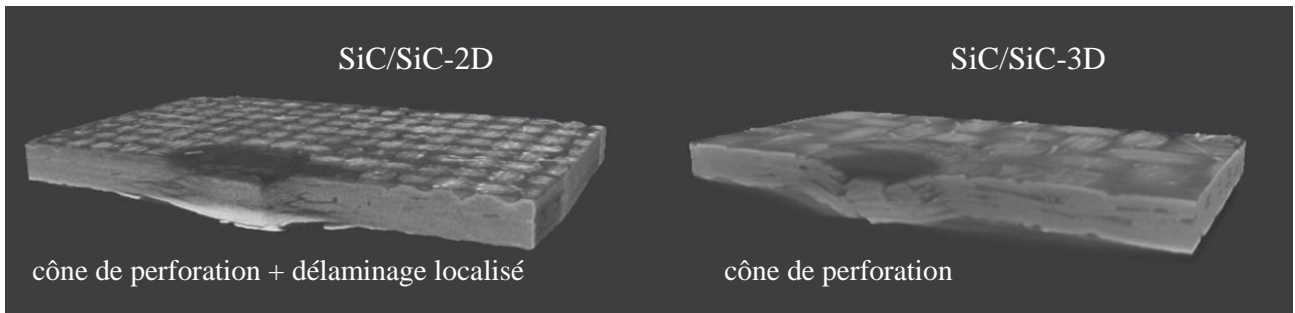 SiC/SiC-2D
SiC/SiC-3D
cône de perforation + délaminage localisé
cône de perforation